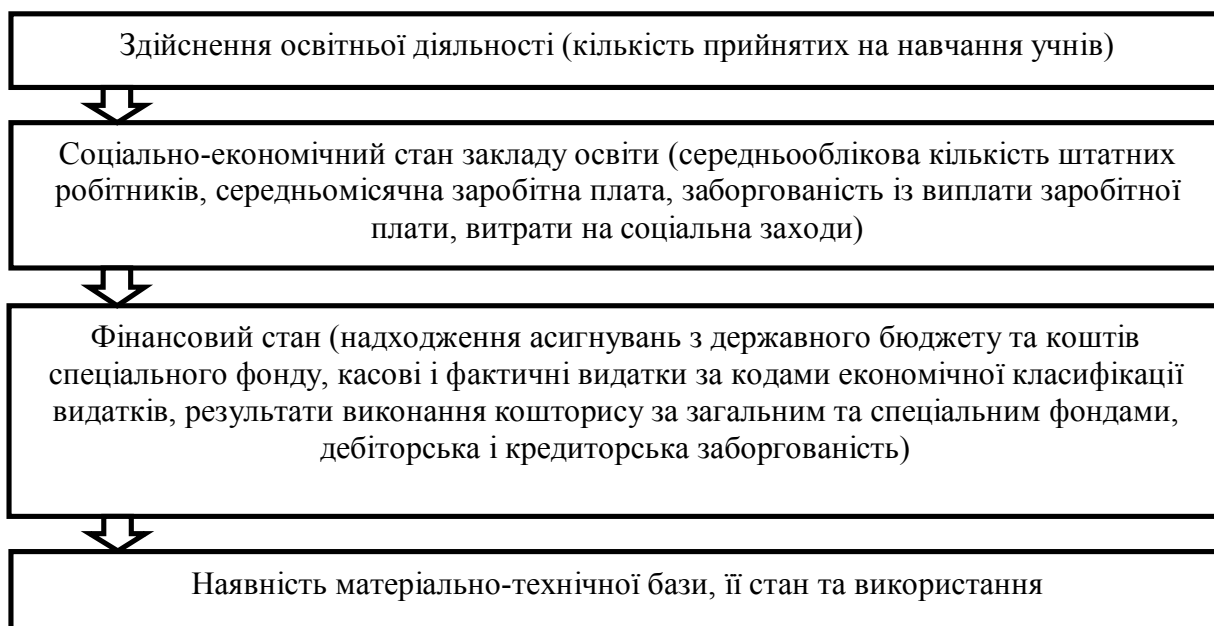 Здійснення освітньої діяльності (кількість прийнятих на навчання учнів)
Соціально-економічний стан закладу освіти (середньооблікова кількість штатних
робітників, середньомісячна заробітна плата, заборгованість із виплати заробітної
плати, витрати на соціальна заходи)
Фінансовий стан (надходження асигнувань з державного бюджету та коштів
спеціального фонду, касові і фактичні видатки за кодами економічної класифікації
видатків, результати виконання кошторису за загальним та спеціальним фондами,
дебіторська і кредиторська заборгованість)
Наявність матеріально-технічної бази, її стан та використання